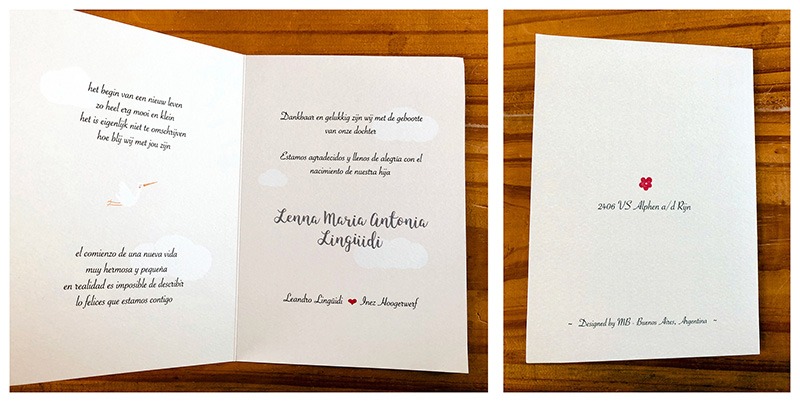 het begin van een nieuw leven
zo heel erg mooi en klein
het is eigenlijk niet te omschrijven
hoe blij wij met jou zijn
el comienzo de una nueva vida
muy hermosa y pequeña
en realidad es imposible de describir
lo felices que estamos contigo
Dankbaar en gelukkig zijn wij met de geboorte
van onze dochter
Estamos agradecidos y llenos de alegria con el
nacimiento de nuestra hija
Lenna Maria Antonia
Lingüidi
Leandro Lingüidi ❤ Inez Hoogerwerf
2406 VS Alphen a/d Rijn
- Designed by MB - Buenos Aires, Argentina -